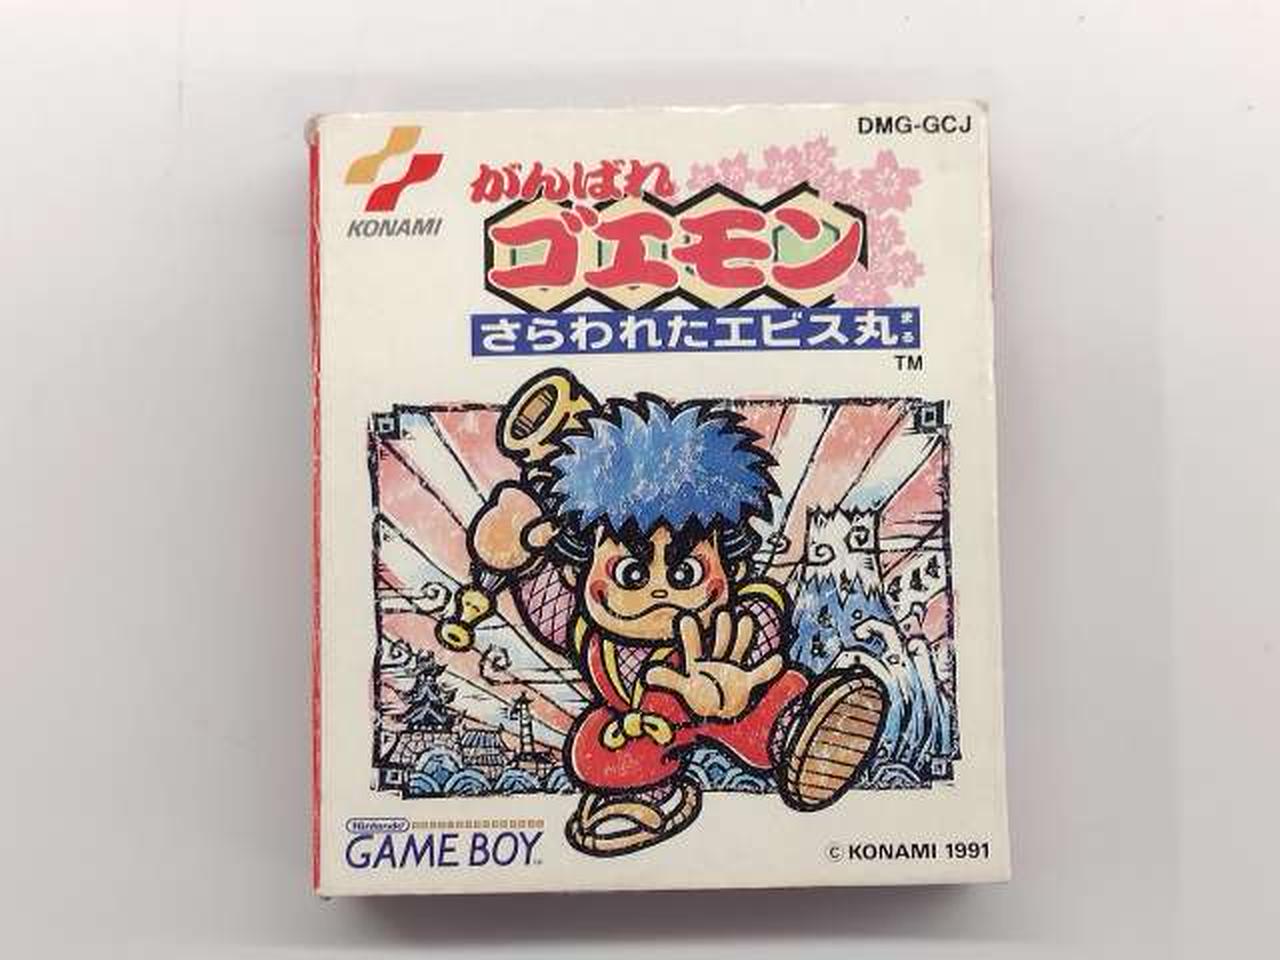 DMG-GCJ
KONAMI
がんばれ
ゴエモン
さらわれたエビス丸
まる
TM
Nintendo
GAME BOY
TM
© KONAMI 1991